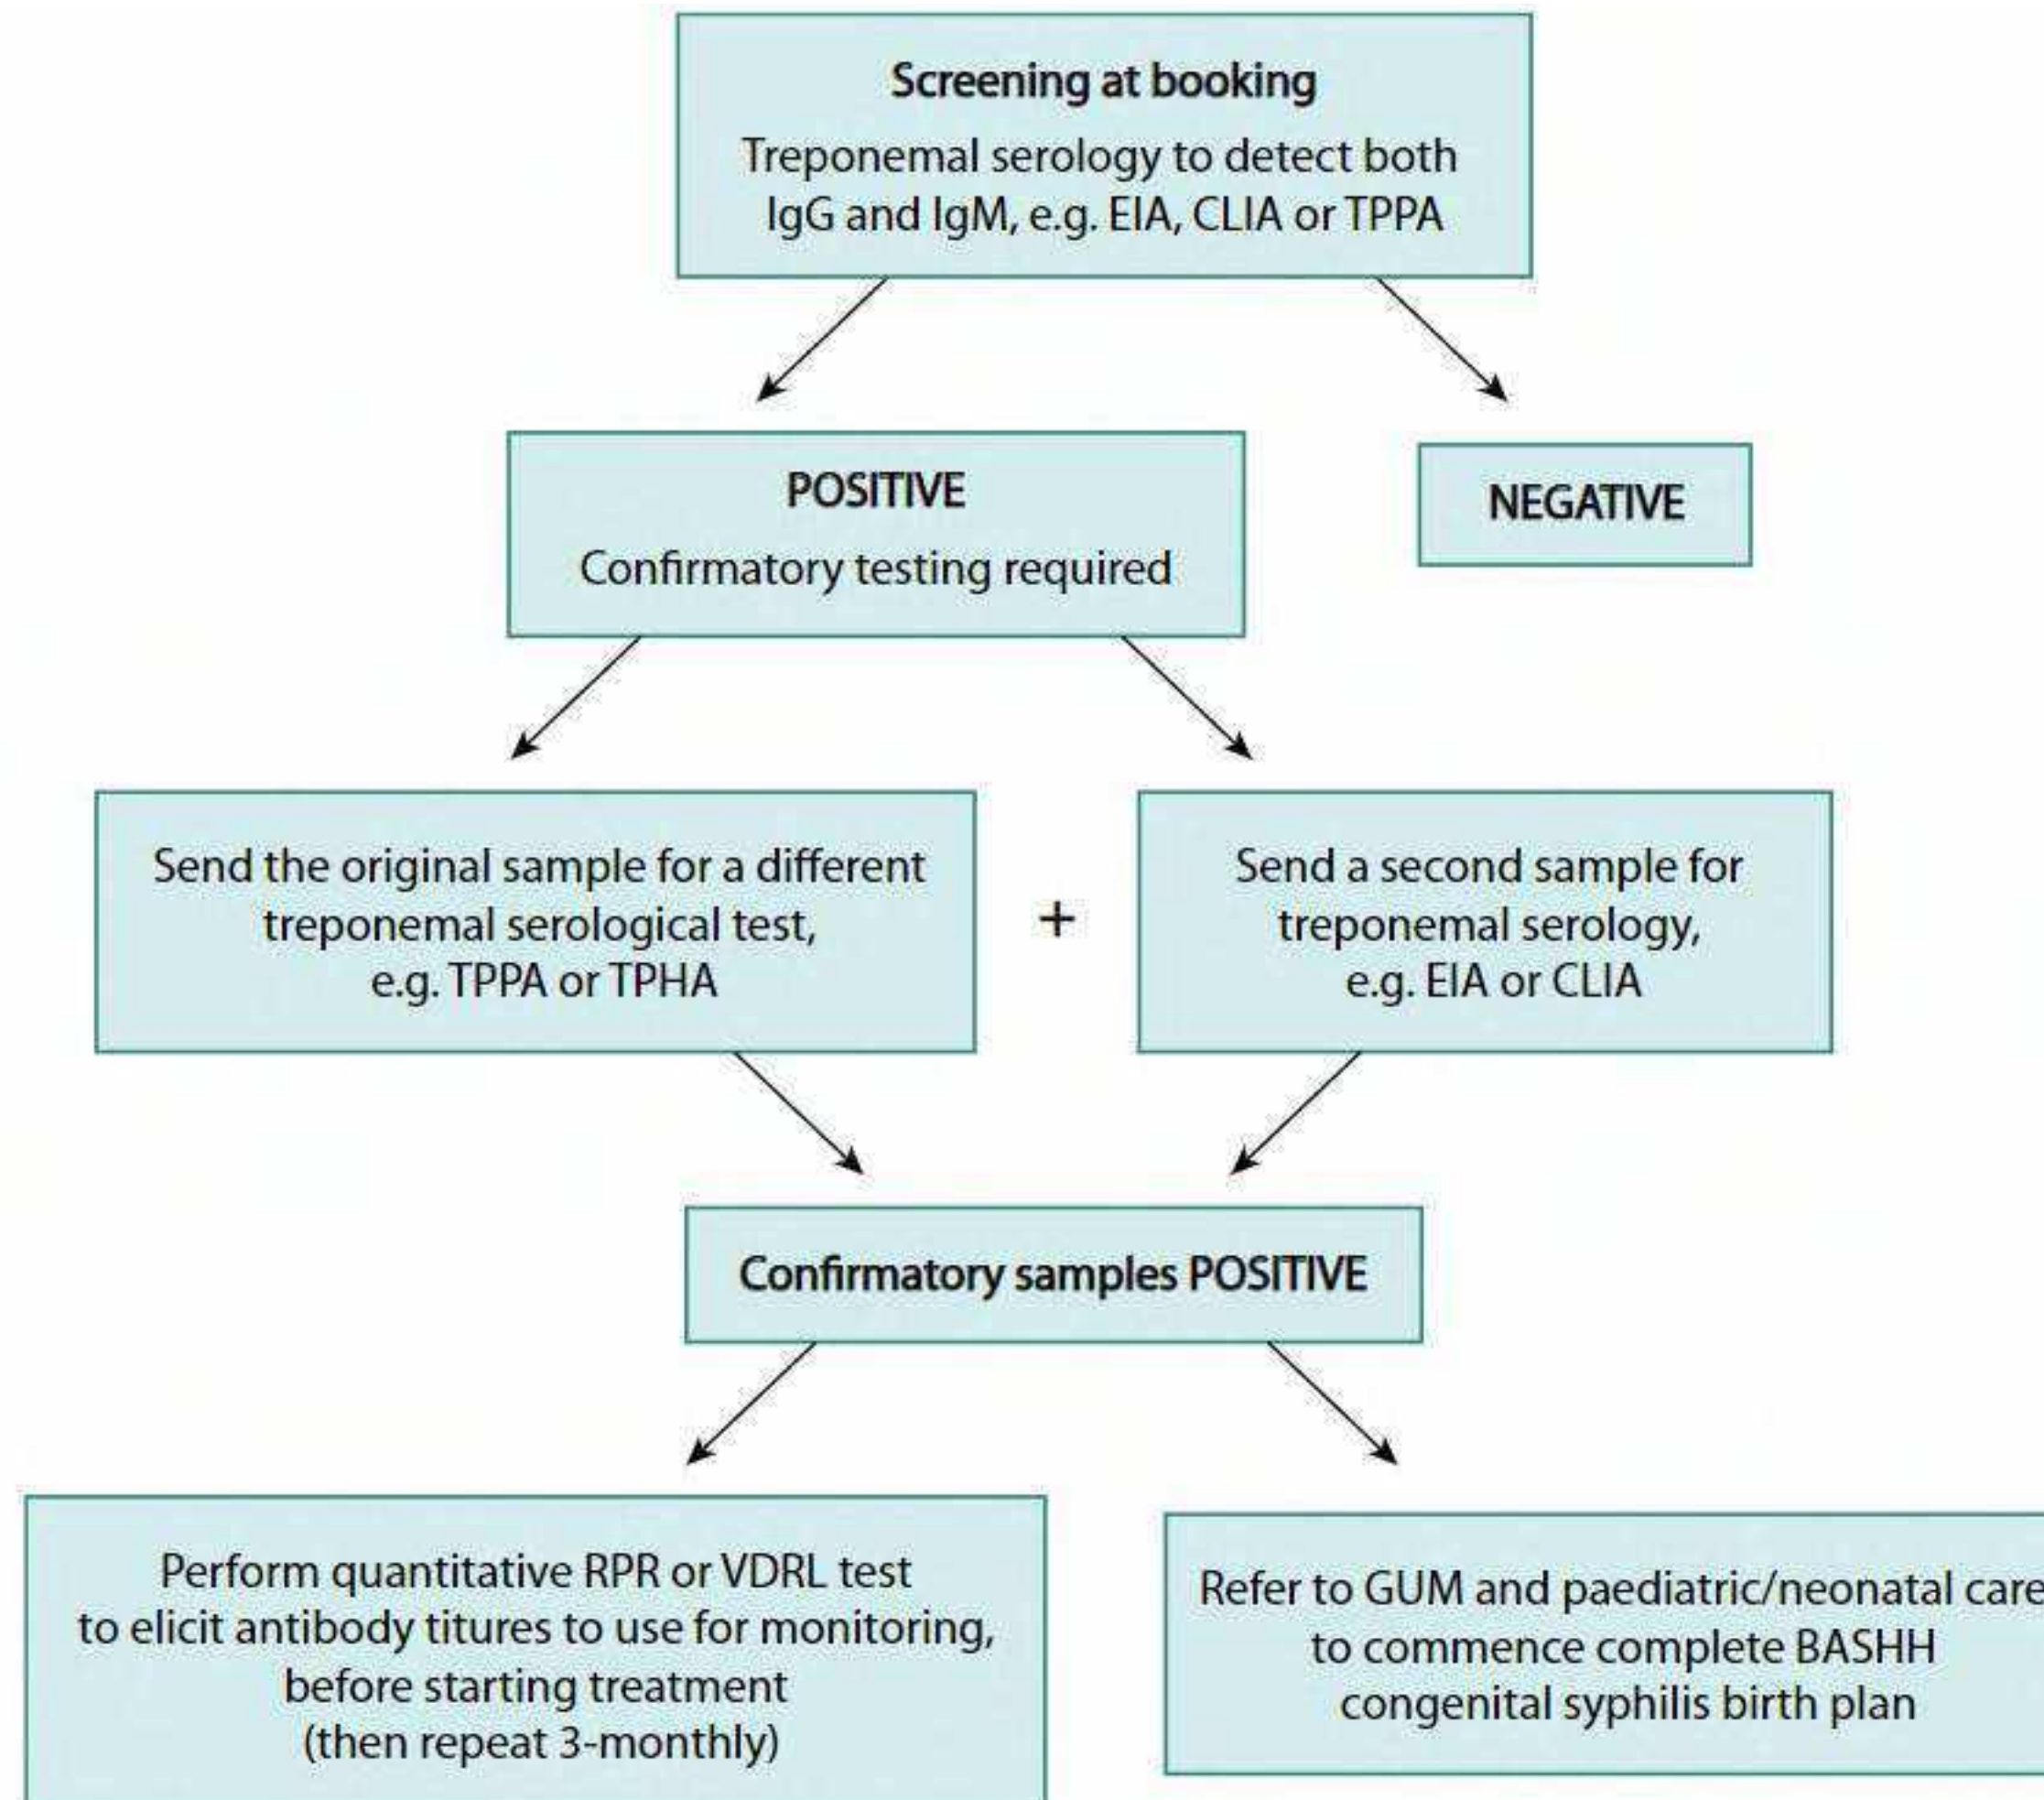 Screening at booking
Treponemal serology to detect both
IgG and IgM, e.g. EIA, CLIA or TPPA
POSITIVE
Confirmatory testing required
NEGATIVE
Send the original sample for a different
treponemal serological test,
e.g. TPPA or TPHA
+
Send a second sample for
treponemal serology,
e.g. EIA or CLIA
Confirmatory samples POSITIVE
Perform quantitative RPR or VDRL test
to elicit antibody titures to use for monitoring,
before starting treatment
(then repeat 3-monthly)
Refer to GUM and paediatric/neonatal care
to commence complete BASHH
congenital syphilis birth plan